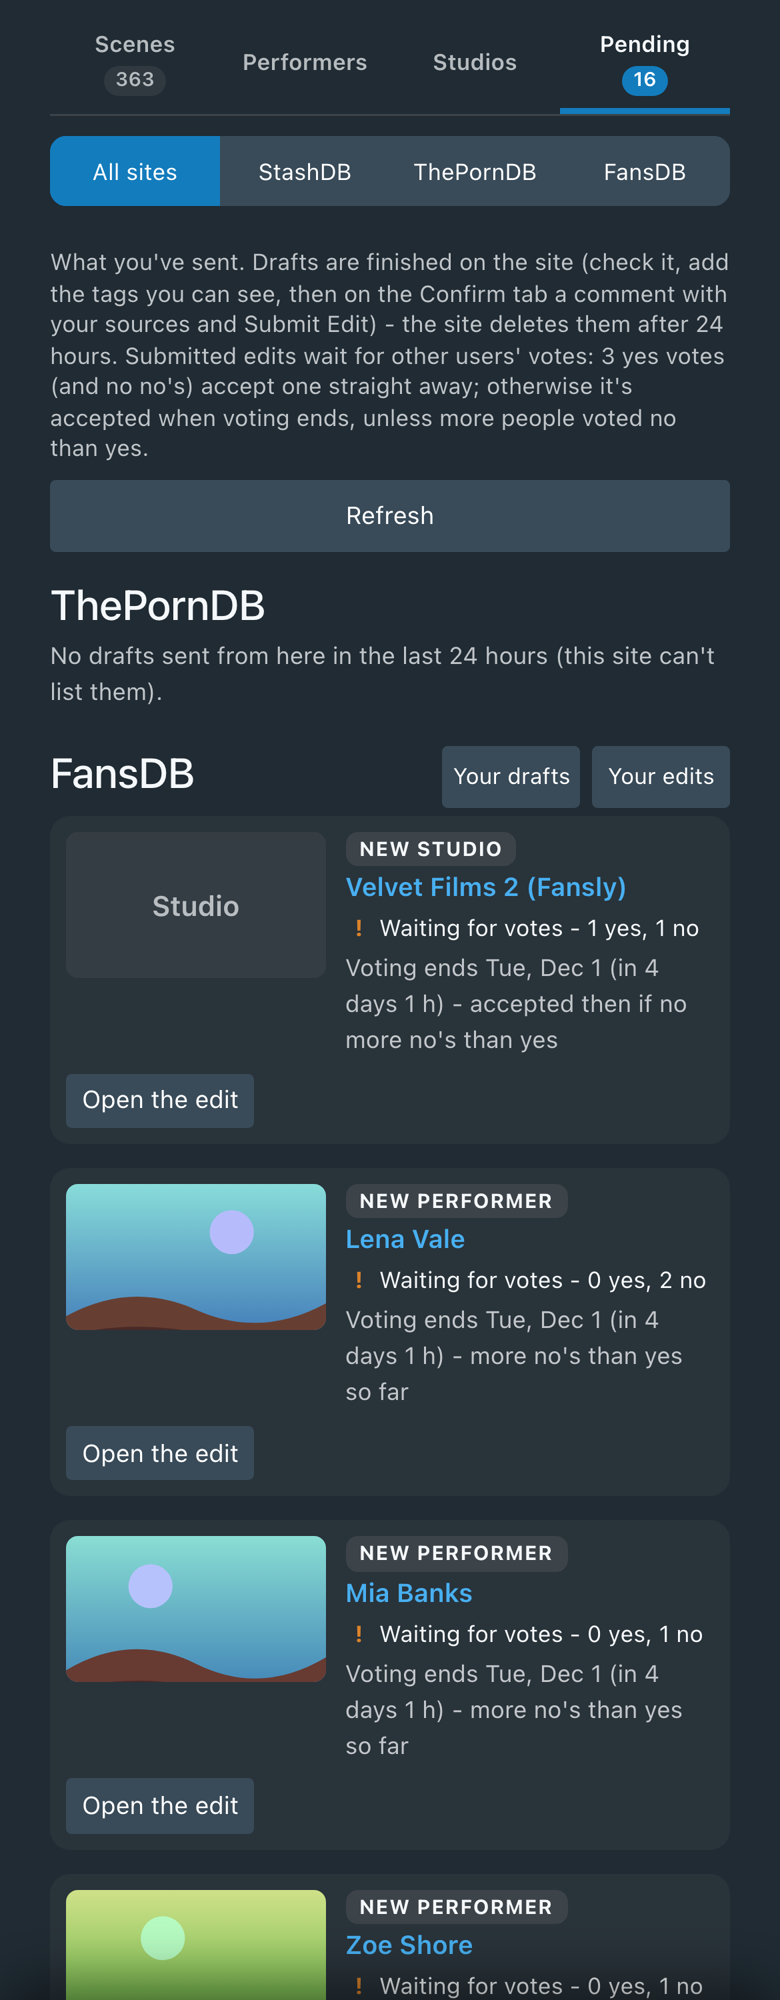 Scenes
363
Performers
Studios
Pending
16
All sites
StashDB
ThePornDB
FansDB
What you've sent. Drafts are finished on the site (check it, add
the tags you can see, then on the Confirm tab a comment with
your sources and Submit Edit) - the site deletes them after 24
hours. Submitted edits wait for other users' votes: 3 yes votes
(and no no's) accept one straight away; otherwise it's
accepted when voting ends, unless more people voted no
than yes.
Refresh
ThePornDB
No drafts sent from here in the last 24 hours (this site can't
list them).
FansDB
Your drafts
Your edits
Studio
NEW STUDIO
Velvet Films 2 (Fansly)
! Waiting for votes - 1 yes, 1 no
Voting ends Tue, Dec 1 (in 4
days 1 h) - accepted then if no
more no's than yes
Open the edit
NEW PERFORMER
Lena Vale
! Waiting for votes - 0 yes, 2 no
Voting ends Tue, Dec 1 (in 4
days 1 h) - more no's than yes
so far
Open the edit
NEW PERFORMER
Mia Banks
! Waiting for votes - 0 yes, 1 no
Voting ends Tue, Dec 1 (in 4
days 1 h) - more no's than yes
so far
Open the edit
NEW PERFORMER
Zoe Shore
! Waiting for votes - 0 yes, 1 no